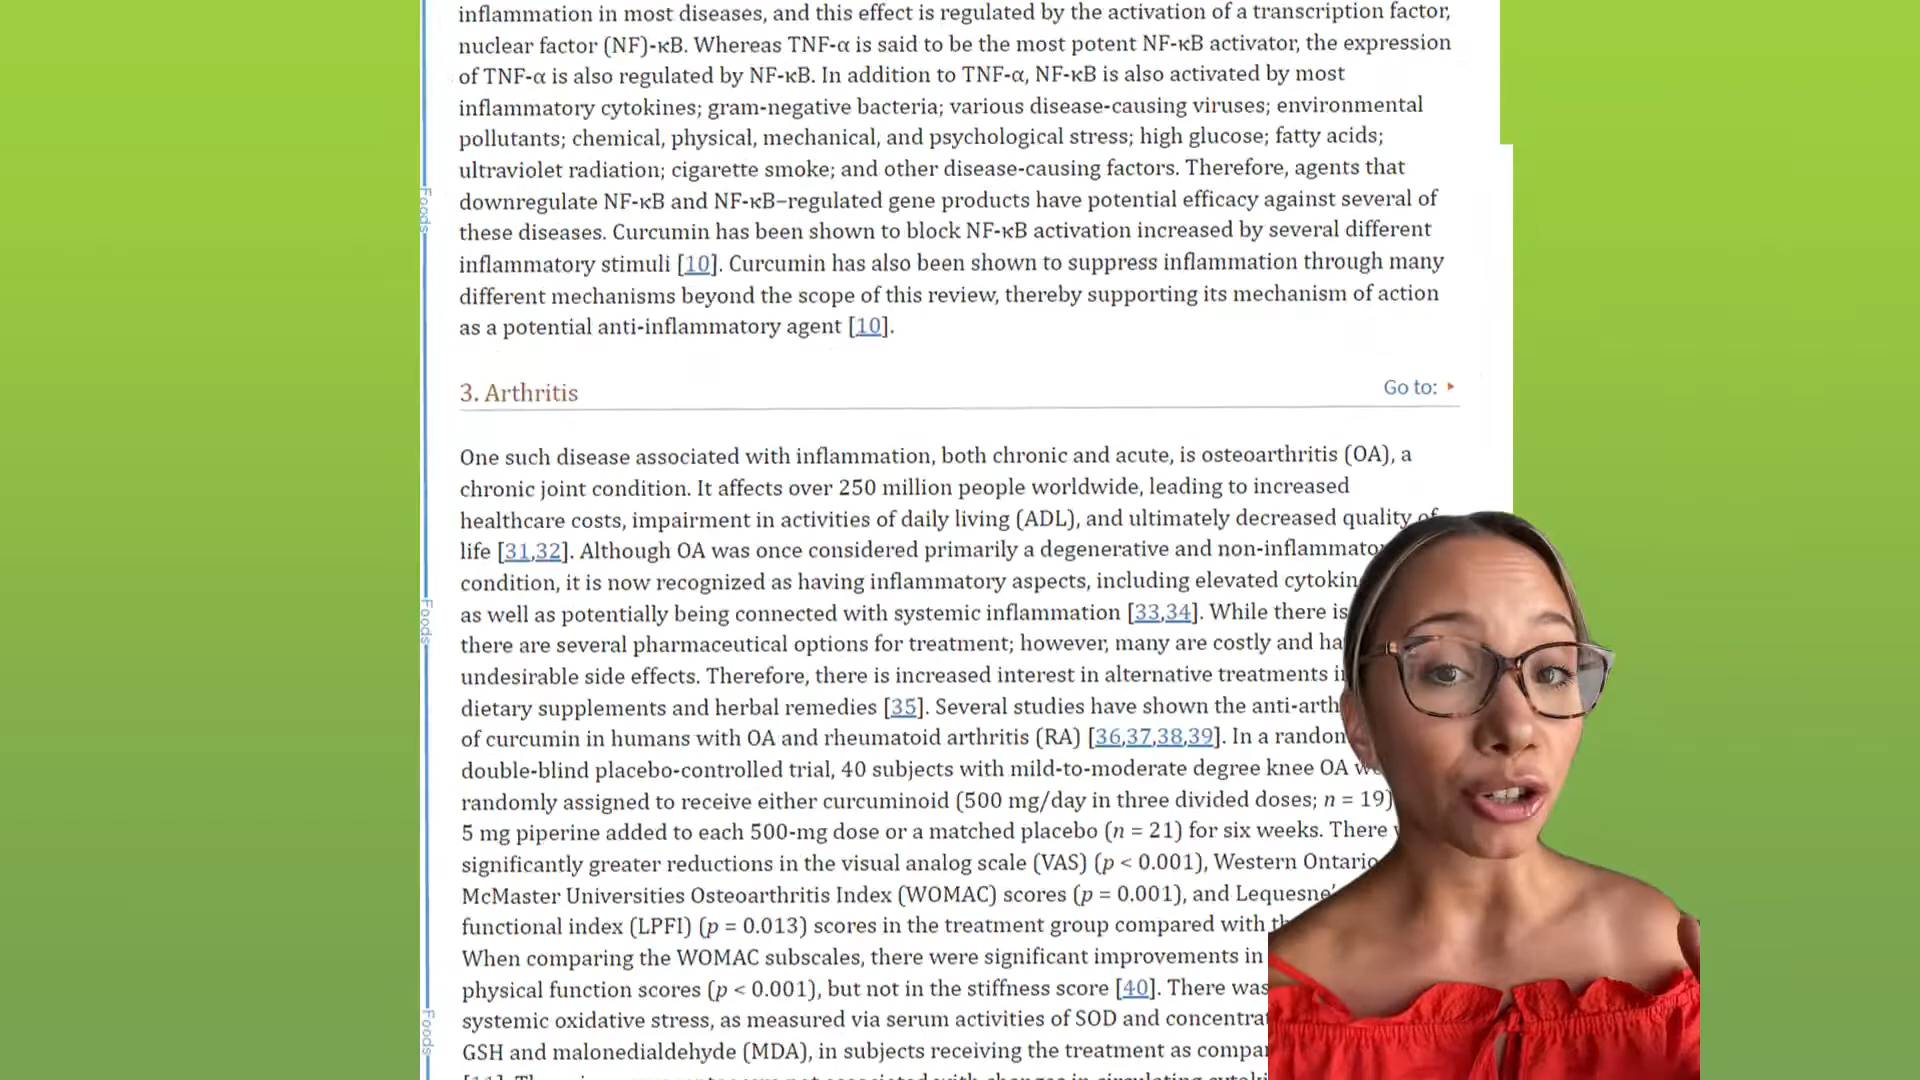 inflammation in most diseases, and this effect is regulated by the activation of a transcription factor,
nuclear factor (NF)-κB. Whereas TNF-α is said to be the most potent NF-κB activator, the expression
of TNF-α is also regulated by NF-κB. In addition to TNF-α, NF-κB is also activated by most
inflammatory cytokines; gram-negative bacteria; various disease-causing viruses; environmental
pollutants; chemical, physical, mechanical, and psychological stress; high glucose; fatty acids;
ultraviolet radiation; cigarette smoke; and other disease-causing factors. Therefore, agents that
downregulate NF-κB and NF-κB–regulated gene products have potential efficacy against several of
these diseases. Curcumin has been shown to block NF-κB activation increased by several different
inflammatory stimuli [10]. Curcumin has also been shown to suppress inflammation through many
different mechanisms beyond the scope of this review, thereby supporting its mechanism of action
as a potential anti-inflammatory agent [10].
3. Arthritis
Go to:
One such disease associated with inflammation, both chronic and acute, is osteoarthritis (OA), a
chronic joint condition. It affects over 250 million people worldwide, leading to increased
healthcare costs, impairment in activities of daily living (ADL), and ultimately decreased quality of
life [31,32]. Although OA was once considered primarily a degenerative and non-inflammato
condition, it is now recognized as having inflammatory aspects, including elevated cytokin
as well as potentially being connected with systemic inflammation [33,34]. While there is
there are several pharmaceutical options for treatment; however, many are costly and ha
undesirable side effects. Therefore, there is increased interest in alternative treatments i
dietary supplements and herbal remedies [35]. Several studies have shown the anti-arth
of curcumin in humans with OA and rheumatoid arthritis (RA) [36,37,38,39]. In a random
double-blind placebo-controlled trial, 40 subjects with mild-to-moderate degree knee OA w
randomly assigned to receive either curcuminoid (500 mg/day in three divided doses; n = 19)
5 mg piperine added to each 500-mg dose or a matched placebo (n = 21) for six weeks. There
significantly greater reductions in the visual analog scale (VAS) (p < 0.001), Western Ontario
McMaster Universities Osteoarthritis Index (WOMAC) scores (p = 0.001), and Lequesne'
functional index (LPFI) (p = 0.013) scores in the treatment group compared with th
When comparing the WOMAC subscales, there were significant improvements in
physical function scores (p < 0.001), but not in the stiffness score [40]. There was
systemic oxidative stress, as measured via serum activities of SOD and concentra
GSH and malonedialdehyde (MDA), in subjects receiving the treatment as compa
Foods
Foods
Foods